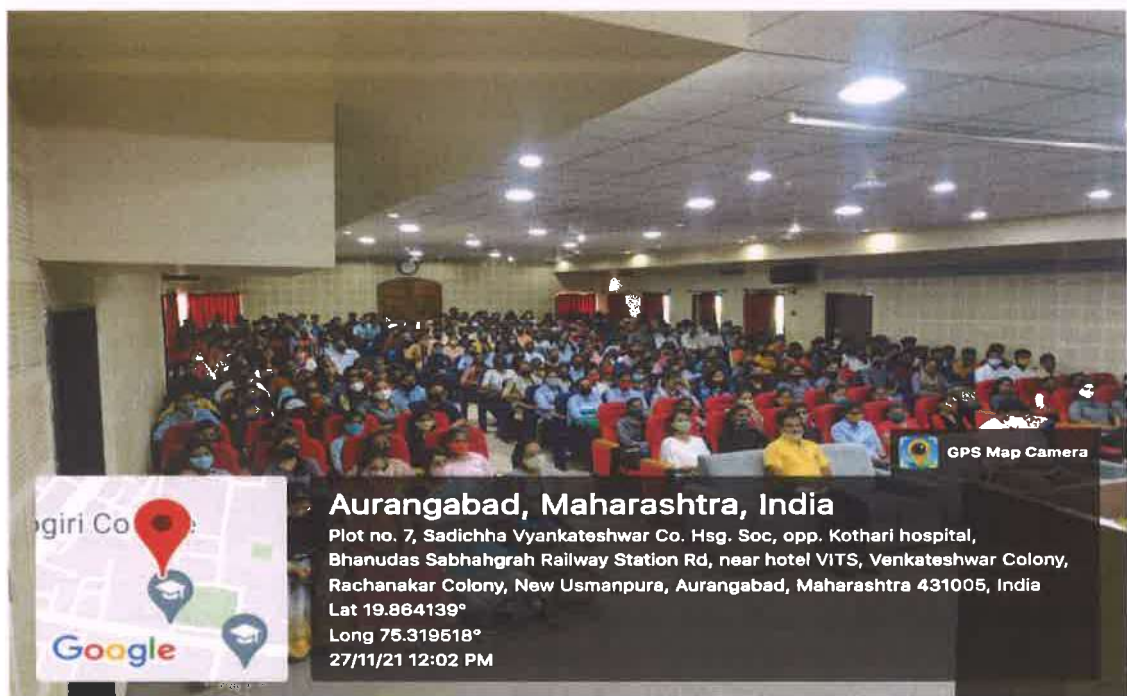 GPS Map Camera
Aurangabad, Maharashtra, India
Plot no. 7, Sadichha Vyankateshwar Co. Hsg. Soc, opp. Kothari hospital,
Bhanudas Sabhahgrah Railway Station Rd, near hotel VITS, Venkateshwar Colony,
Rachanakar Colony, New Usmanpura, Aurangabad, Maharashtra 431005, India
Lat 19.864139°
Long 75.319518°
27/11/21 12:02 PM
ogiri Co e
Google